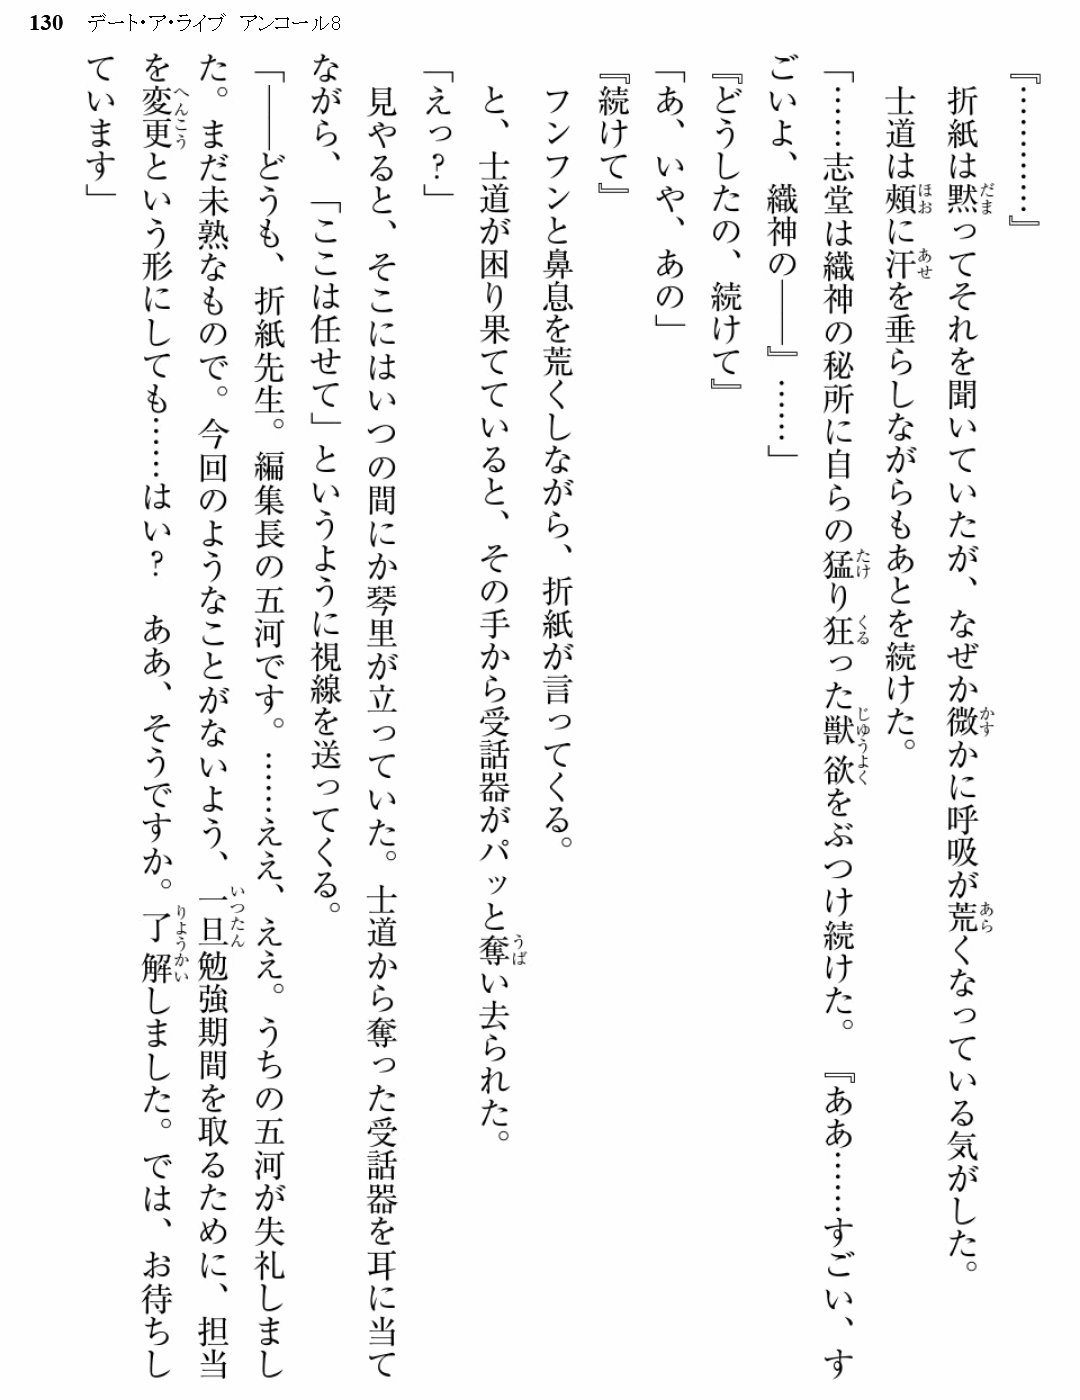 130 デート・ア・ライブ アンコール8
『…………』
折紙は黙ってそれを聞いていたが、なぜか微かに呼吸が荒くなっている気がした。
士道は頰に汗を垂らしながらもあとを続けた。
「……志堂は織神の秘所に自らの猛り狂った獣欲をぶつけ続けた。『ああ……すごい、す
ごいよ、織神の――』……」
『どうしたの、続けて』
「あ、いや、あの」
『続けて』
フンフンと鼻息を荒くしながら、折紙が言ってくる。
と、士道が困り果てていると、その手から受話器がパッと奪い去られた。
「えっ?」
見やると、そこにはいつの間にか琴里が立っていた。士道から奪った受話器を耳に当て
ながら、「ここは任せて」というように視線を送ってくる。
「――どうも、折紙先生。編集長の五河です。……ええ、ええ。うちの五河が失礼しまし
た。まだ未熟なもので。今回のようなことがないよう、一旦勉強期間を取るために、担当
を変更という形にしても……はい? ああ、そうですか。了解しました。では、お待ちし
ています」